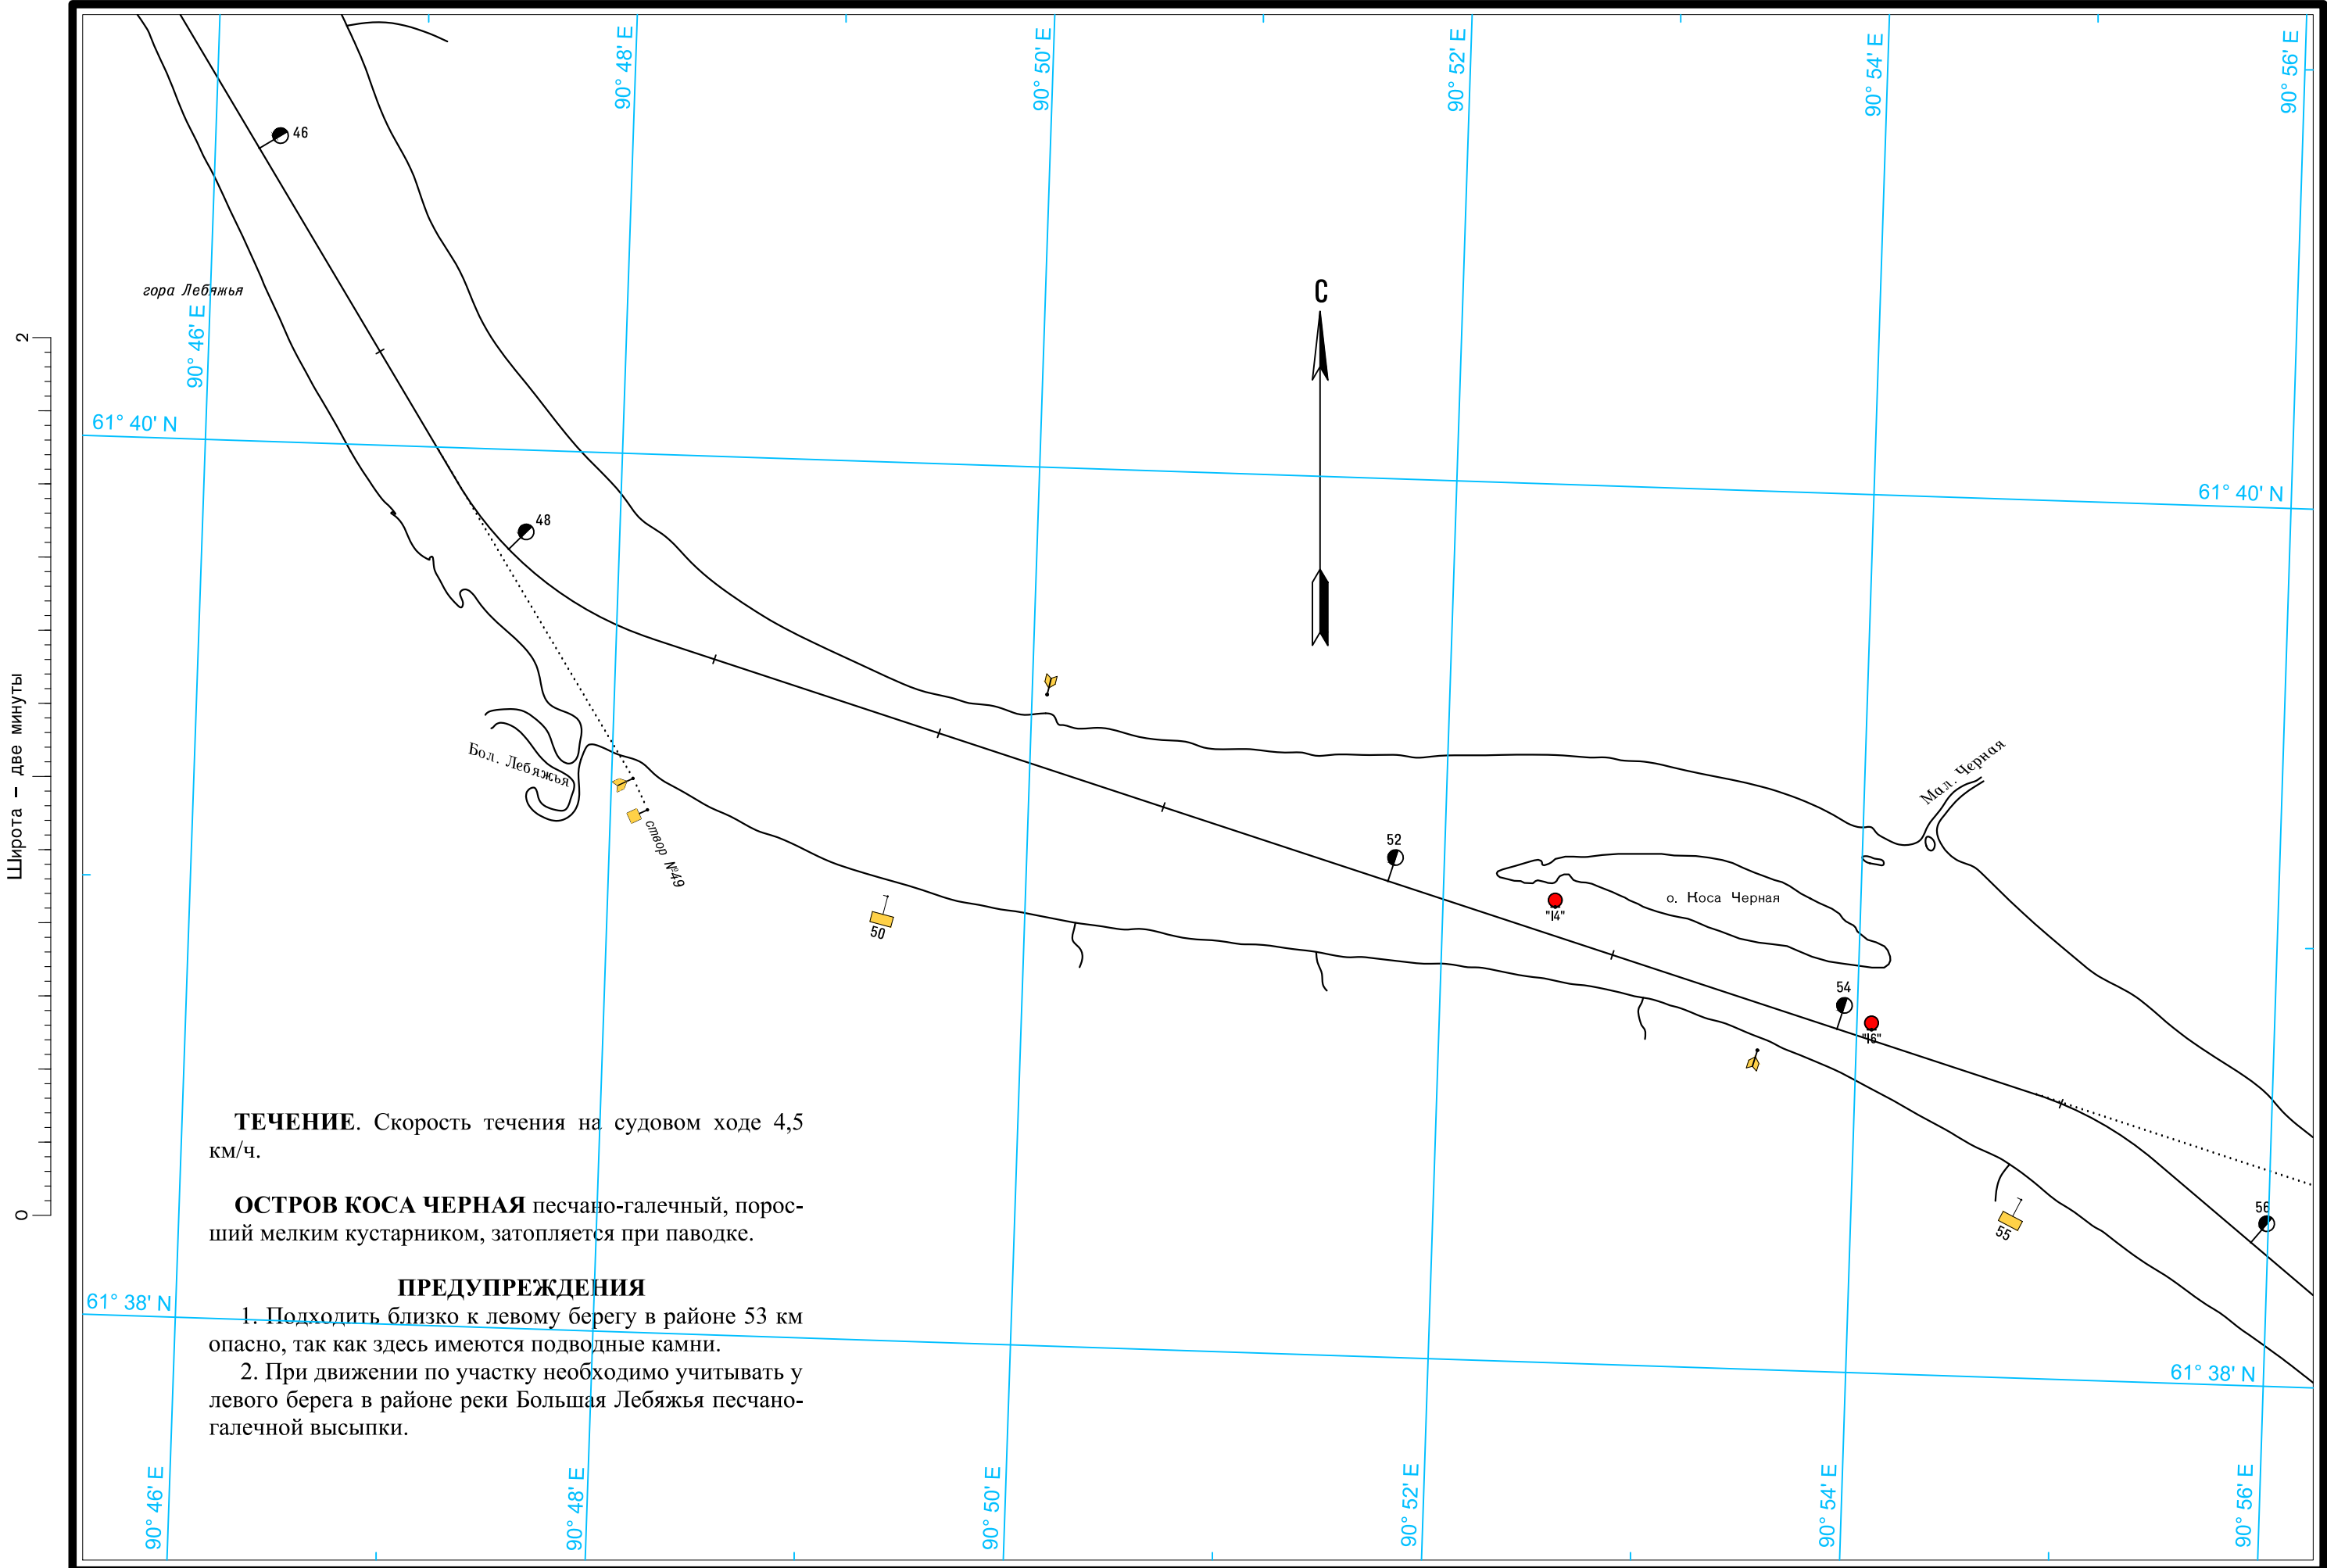 90° 48' E
90° 50' E
90° 52' E
90° 54' E
90° 56' E
46
гора Лебяжья
С
90° 46' E
2
61° 40' N
61° 40' N
48
Широта – две минуты
Бол. Лебяжья
Мал. Черная
створ №49
52
о. Коса Черная
"14"
50
54
"16"
55
56
0
ТЕЧЕНИЕ. Скорость течения на судовом ходе 4,5
км/ч.
ОСТРОВ КОСА ЧЕРНАЯ песчано-галечный, порос-
ший мелким кустарником, затопляется при паводке.
ПРЕДУПРЕЖДЕНИЯ
1. Подходить близко к левому берегу в районе 53 км
опасно, так как здесь имеются подводные камни.
2. При движении по участку необходимо учитывать у
левого берега в районе реки Большая Лебяжья песчано-
галечной высыпки.
61° 38' N
61° 38' N
90° 46' E
90° 48' E
90° 50' E
90° 52' E
90° 54' E
90° 56' E